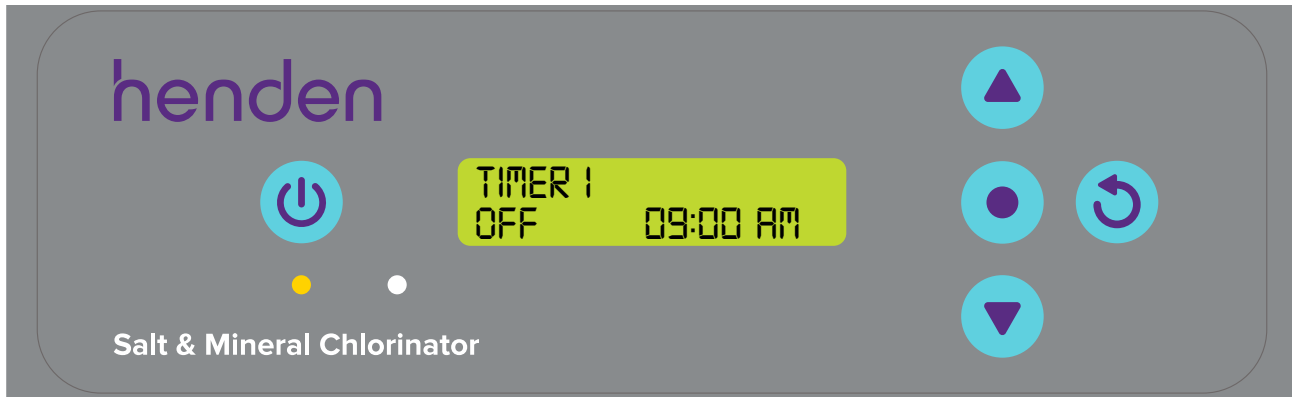 henden
TIMER 1
OFF 09:00 AM
Salt & Mineral Chlorinator